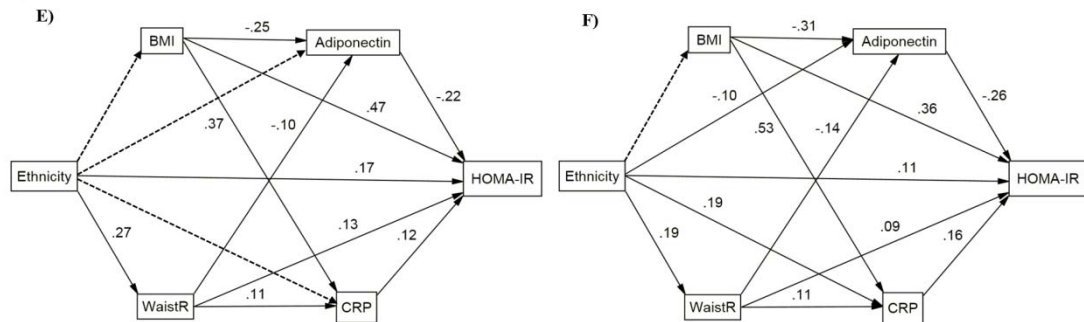 E)
BMI
-.25
Adiponectin
.37
-.10
.47
-.22
Ethnicity
.17
HOMA-IR
.27
.13
.12
WaistR
.11
CRP
F)
BMI
-.31
Adiponectin
-.10
.53
-.14
.36
-.26
Ethnicity
.11
HOMA-IR
.19
.19
.09
.16
WaistR
.11
CRP